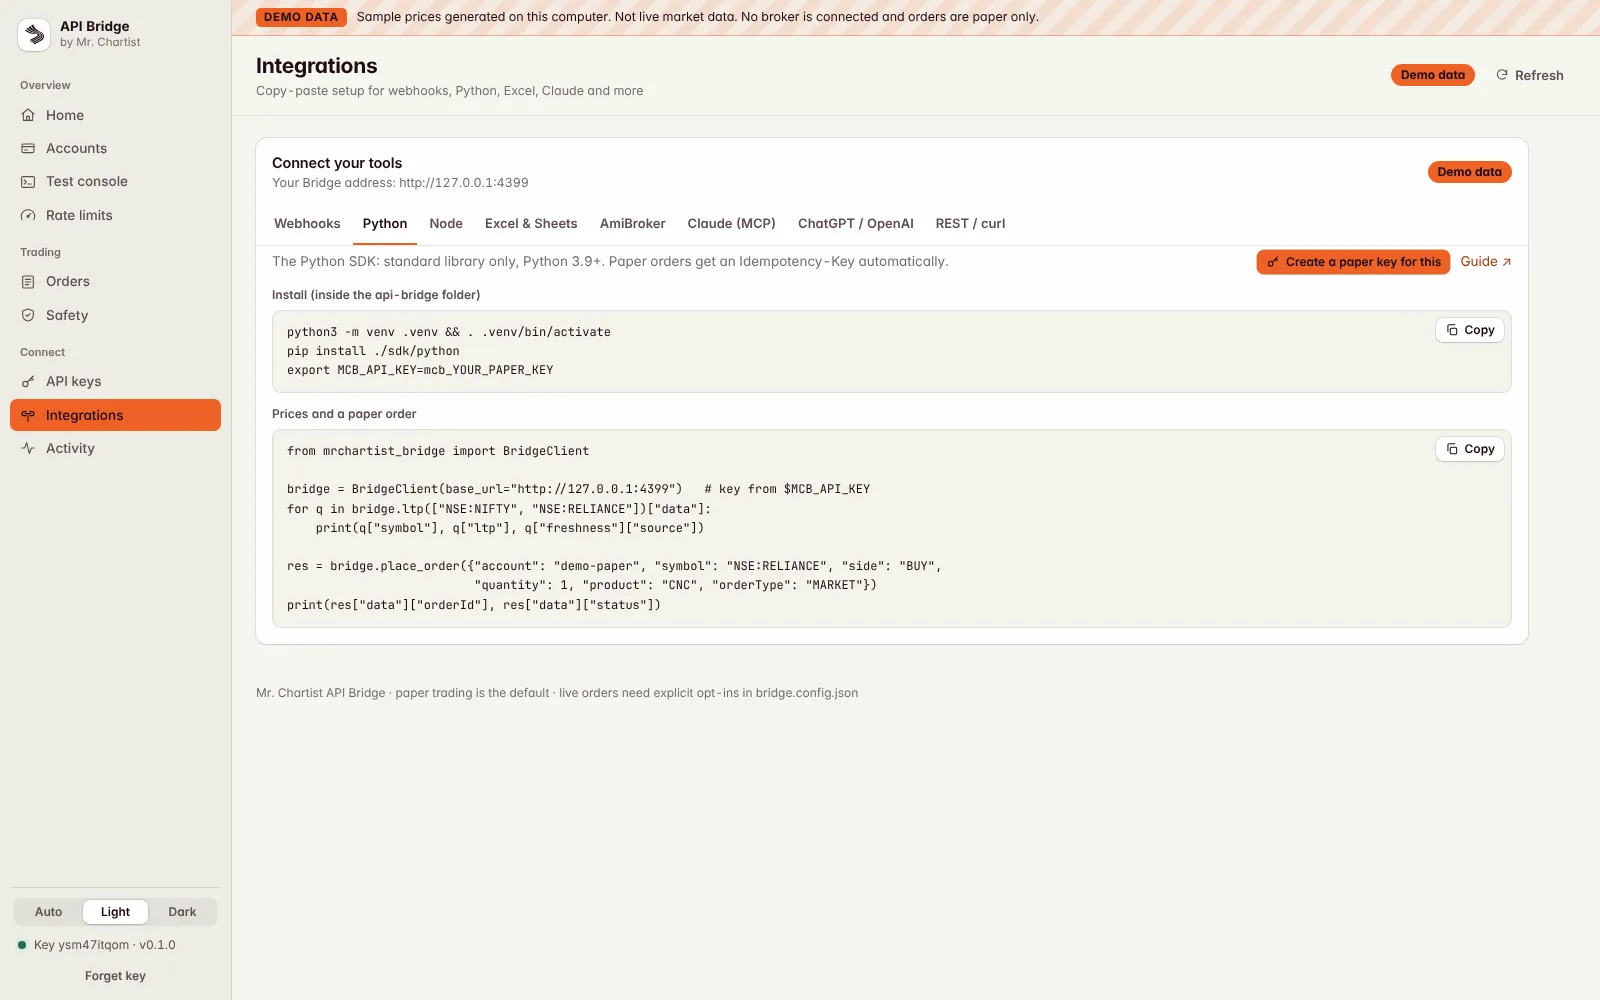 API Bridge
by Mr. Chartist
Overview
Home
Accounts
Test console
Rate limits
Trading
Orders
Safety
Connect
API keys
Integrations
Activity
Auto Light Dark
Key ysm47itqom · v0.1.0
Forget key
DEMO DATA Sample prices generated on this computer. Not live market data. No broker is connected and orders are paper only.
Integrations
Copy-paste setup for webhooks, Python, Excel, Claude and more
Demo data Refresh
Connect your tools
Your Bridge address: http://127.0.0.1:4399
Demo data
Webhooks Python Node Excel & Sheets AmiBroker Claude (MCP) ChatGPT / OpenAI REST / curl
The Python SDK: standard library only, Python 3.9+. Paper orders get an Idempotency-Key automatically.
Create a paper key for this Guide ↗
Install (inside the api-bridge folder)
Copy
python3 -m venv .venv && . .venv/bin/activate
pip install ./sdk/python
export MCB_API_KEY=mcb_YOUR_PAPER_KEY
Prices and a paper order
Copy
from mrchartist_bridge import BridgeClient
bridge = BridgeClient(base_url="http://127.0.0.1:4399")   # key from $MCB_API_KEY
for q in bridge.ltp(["NSE:NIFTY", "NSE:RELIANCE"])["data"]:
    print(q["symbol"], q["ltp"], q["freshness"]["source"])
res = bridge.place_order({"account": "demo-paper", "symbol": "NSE:RELIANCE", "side": "BUY",
                          "quantity": 1, "product": "CNC", "orderType": "MARKET"})
print(res["data"]["orderId"], res["data"]["status"])
Mr. Chartist API Bridge · paper trading is the default · live orders need explicit opt-ins in bridge.config.json